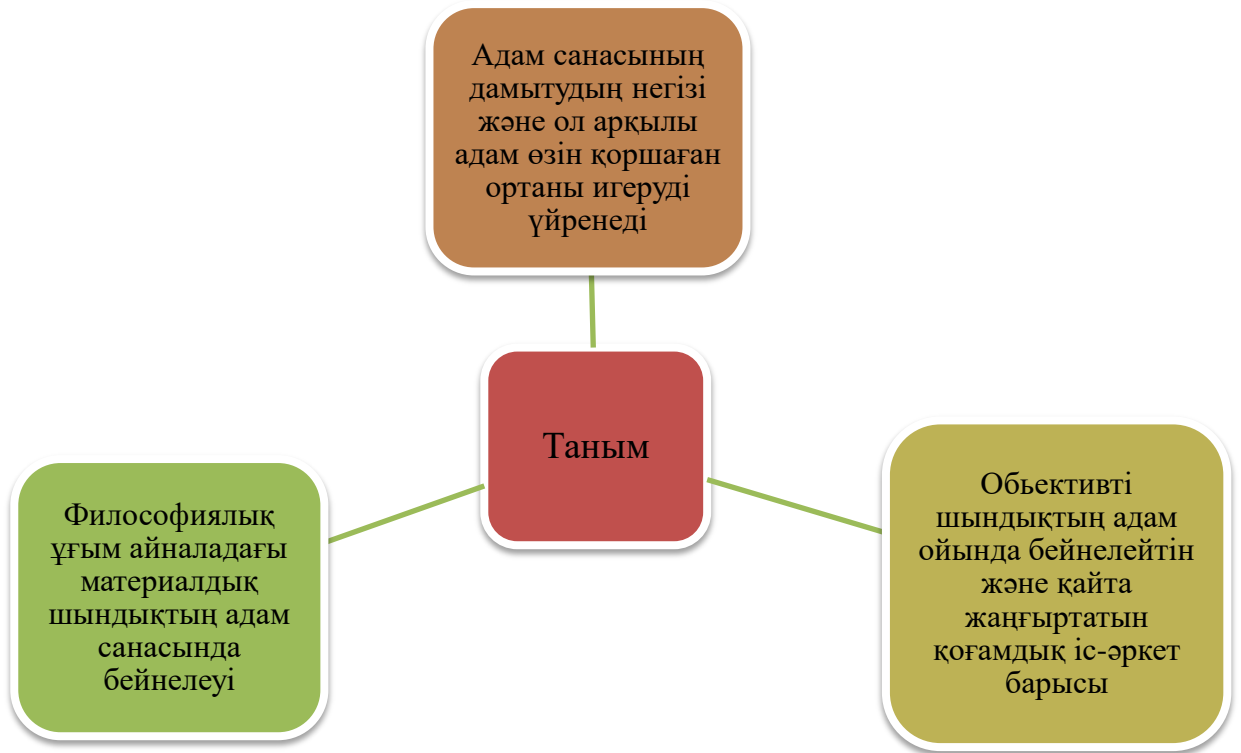 Адам санасының
дамытудың негізі
және ол арқылы
адам өзін қоршаған
ортаны игеруді
үйренеді
Таным
Философиялық
ұғым айналадағы
материалдық
шындықтың адам
санасында
бейнелеуі
Обьективті
шындықтың адам
ойында бейнелейтін
және қайта
жаңғыртатын
қоғамдық іс-әркет
барысы